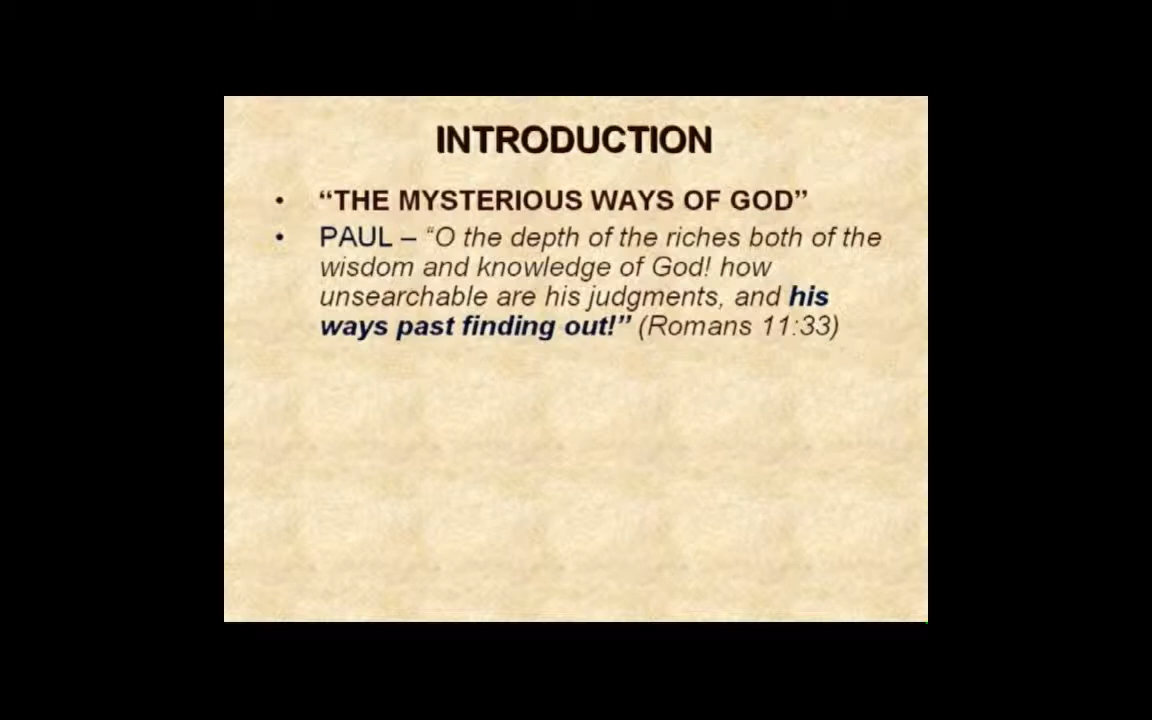 INTRODUCTION
• “THE MYSTERIOUS WAYS OF GOD”
• PAUL – “O the depth of the riches both of the
wisdom and knowledge of God! how
unsearchable are his judgments, and his
ways past finding out!” (Romans 11:33)